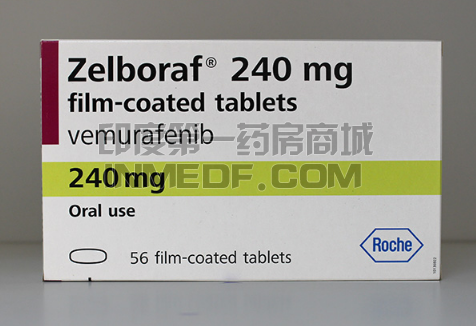 Zelboraf® 240 mg
film-coated tablets
vemurafenib
印度第一药房商城
240 mg
INMEDF.COM
Oral use
Roche
56 film-coated tablets